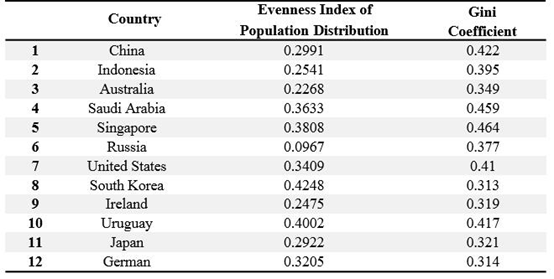 Country Evenness Index of Population Distribution Gini Coefficient
1 China 0.2991 0.422
2 Indonesia 0.2541 0.395
3 Australia 0.2268 0.349
4 Saudi Arabia 0.3633 0.459
5 Singapore 0.3808 0.464
6 Russia 0.0967 0.377
7 United States 0.3409 0.41
8 South Korea 0.4248 0.313
9 Ireland 0.2475 0.319
10 Uruguay 0.4002 0.417
11 Japan 0.2922 0.321
12 German 0.3205 0.314